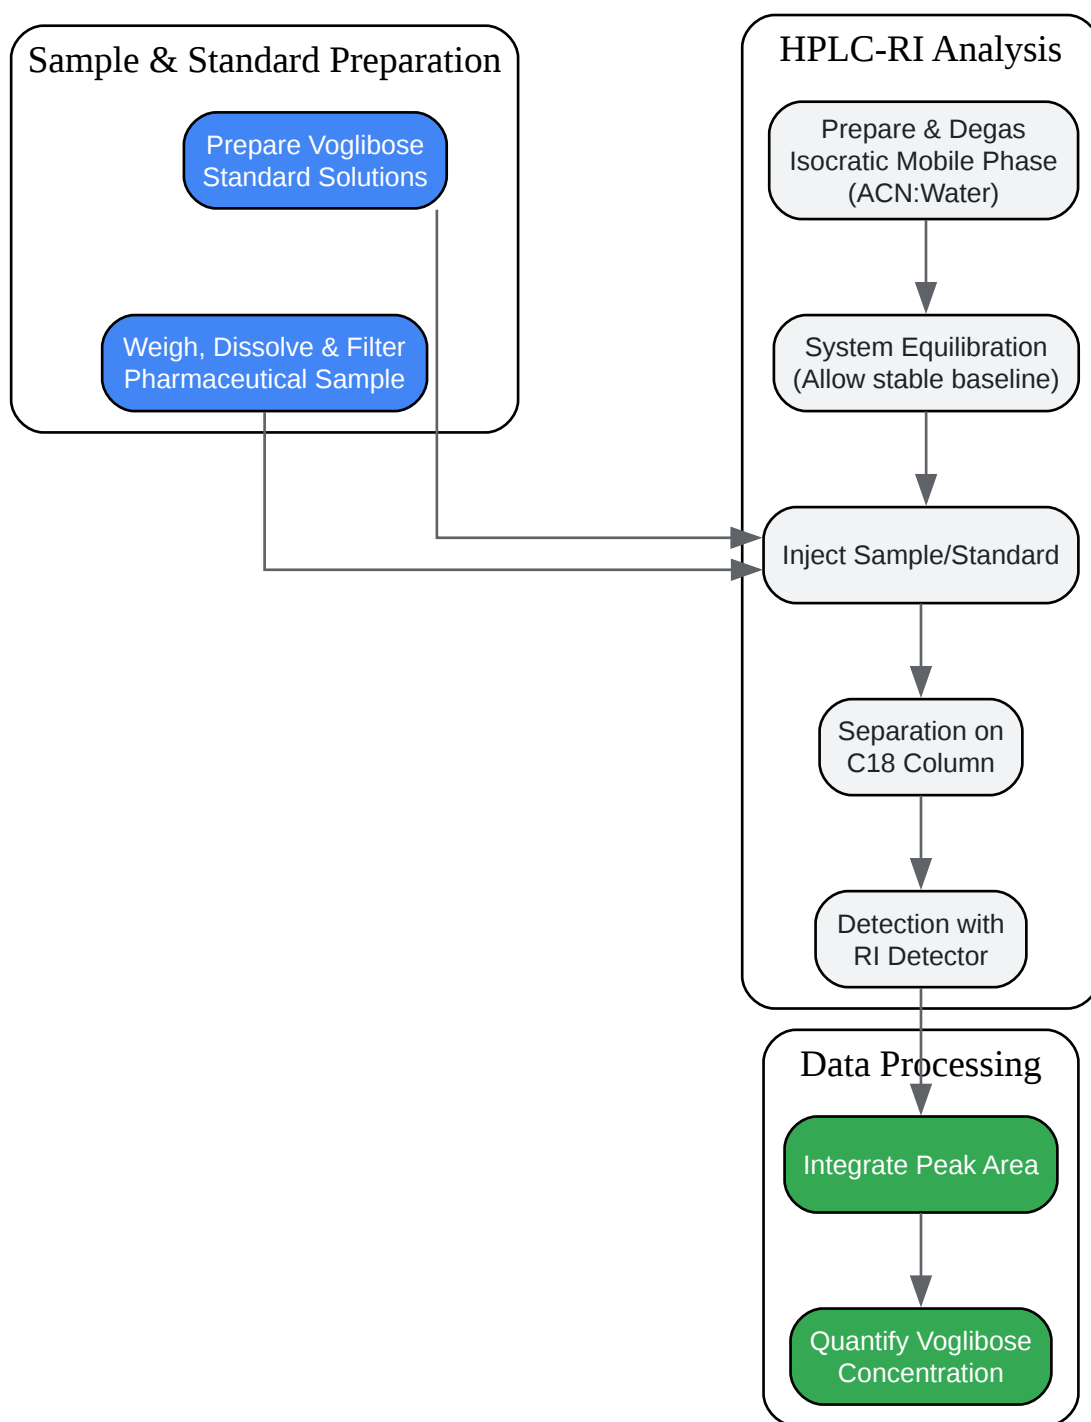 Sample & Standard Preparation
Prepare Voglibose
Standard Solutions
Weigh, Dissolve & Filter
Pharmaceutical Sample
HPLC-RI Analysis
Prepare & Degas
Isocratic Mobile Phase
(ACN:Water)
System Equilibration
(Allow stable baseline)
Inject Sample/Standard
Separation on
C18 Column
Detection with
RI Detector
Data Processing
Integrate Peak Area
Quantify Voglibose
Concentration